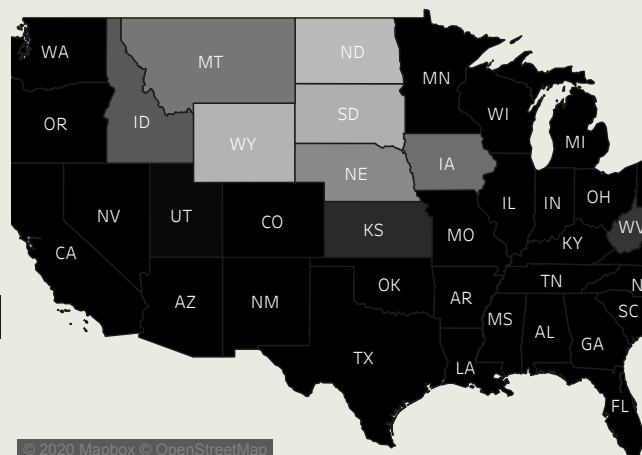 WA
MT
ND
MN
OR
ID
SD
WI
MI
WY
NE
IA
NV
UT
CO
KS
MO
IL
IN
OH
WV
CA
KY
AZ
NM
OK
AR
TN
N
SC
MS
AL
GA
TX
LA
FL
© 2020 Mapbox © OpenStreetMap